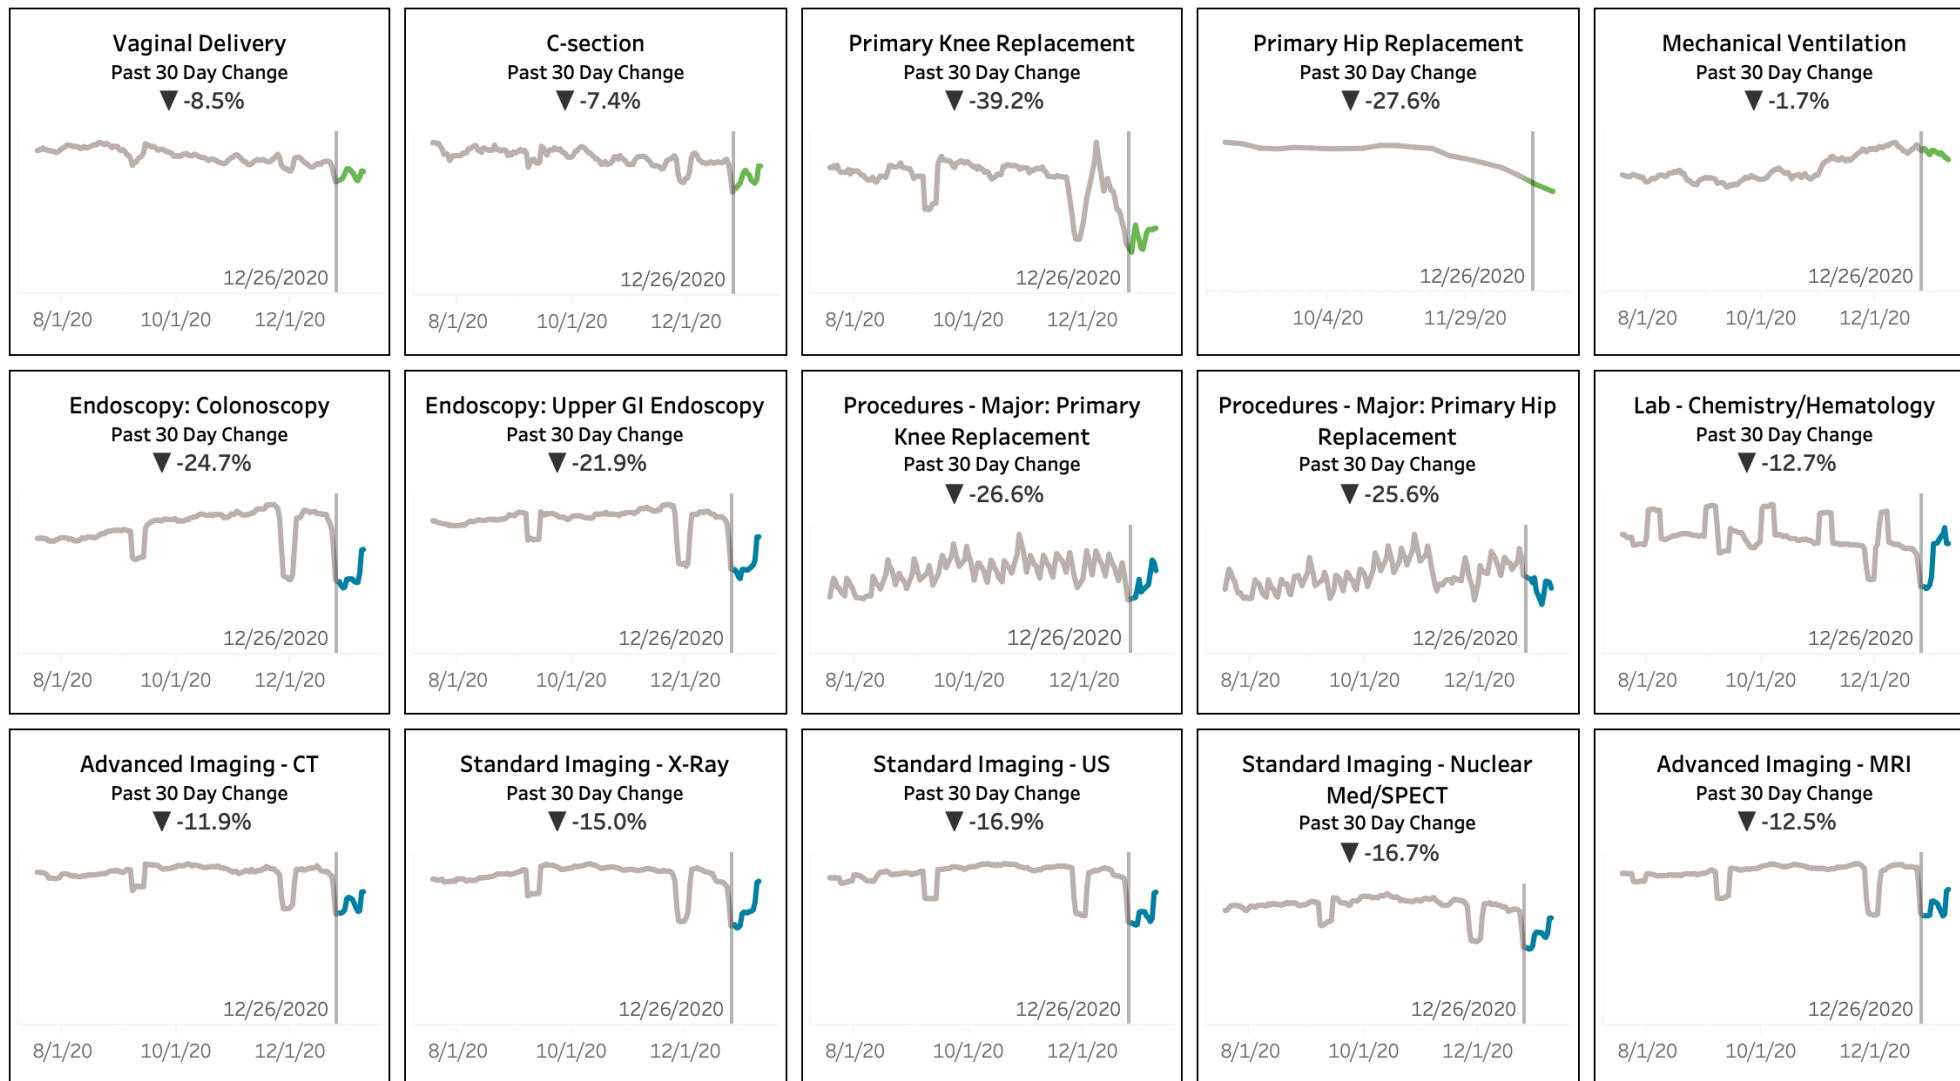 Vaginal Delivery
Past 30 Day Change
▼ -8.5%
12/26/2020
8/1/20 10/1/20 12/1/20
C-section
Past 30 Day Change
▼ -7.4%
12/26/2020
8/1/20 10/1/20 12/1/20
Primary Knee Replacement
Past 30 Day Change
▼ -39.2%
12/26/2020
8/1/20 10/1/20 12/1/20
Primary Hip Replacement
Past 30 Day Change
▼ -27.6%
12/26/2020
10/4/20 11/29/20
Mechanical Ventilation
Past 30 Day Change
▼ -1.7%
12/26/2020
8/1/20 10/1/20 12/1/20
Endoscopy: Colonoscopy
Past 30 Day Change
▼ -24.7%
12/26/2020
8/1/20 10/1/20 12/1/20
Endoscopy: Upper GI Endoscopy
Past 30 Day Change
▼ -21.9%
12/26/2020
8/1/20 10/1/20 12/1/20
Procedures - Major: Primary
Knee Replacement
Past 30 Day Change
▼ -26.6%
12/26/2020
8/1/20 10/1/20 12/1/20
Procedures - Major: Primary Hip
Replacement
Past 30 Day Change
▼ -25.6%
12/26/2020
8/1/20 10/1/20 12/1/20
Lab - Chemistry/Hematology
Past 30 Day Change
▼ -12.7%
12/26/2020
8/1/20 10/1/20 12/1/20
Advanced Imaging - CT
Past 30 Day Change
▼ -11.9%
12/26/2020
8/1/20 10/1/20 12/1/20
Standard Imaging - X-Ray
Past 30 Day Change
▼ -15.0%
12/26/2020
8/1/20 10/1/20 12/1/20
Standard Imaging - US
Past 30 Day Change
▼ -16.9%
12/26/2020
8/1/20 10/1/20 12/1/20
Standard Imaging - Nuclear
Med/SPECT
Past 30 Day Change
▼ -16.7%
12/26/2020
8/1/20 10/1/20 12/1/20
Advanced Imaging - MRI
Past 30 Day Change
▼ -12.5%
12/26/2020
8/1/20 10/1/20 12/1/20